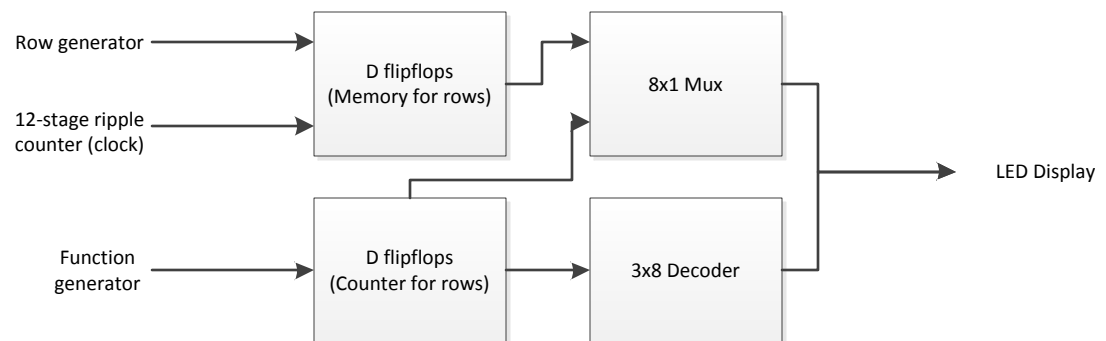 Row generator
12-stage ripple
counter (clock)
D flipflops
(Memory for rows)
8x1 Mux
LED Display
Function
generator
D flipflops
(Counter for rows)
3x8 Decoder